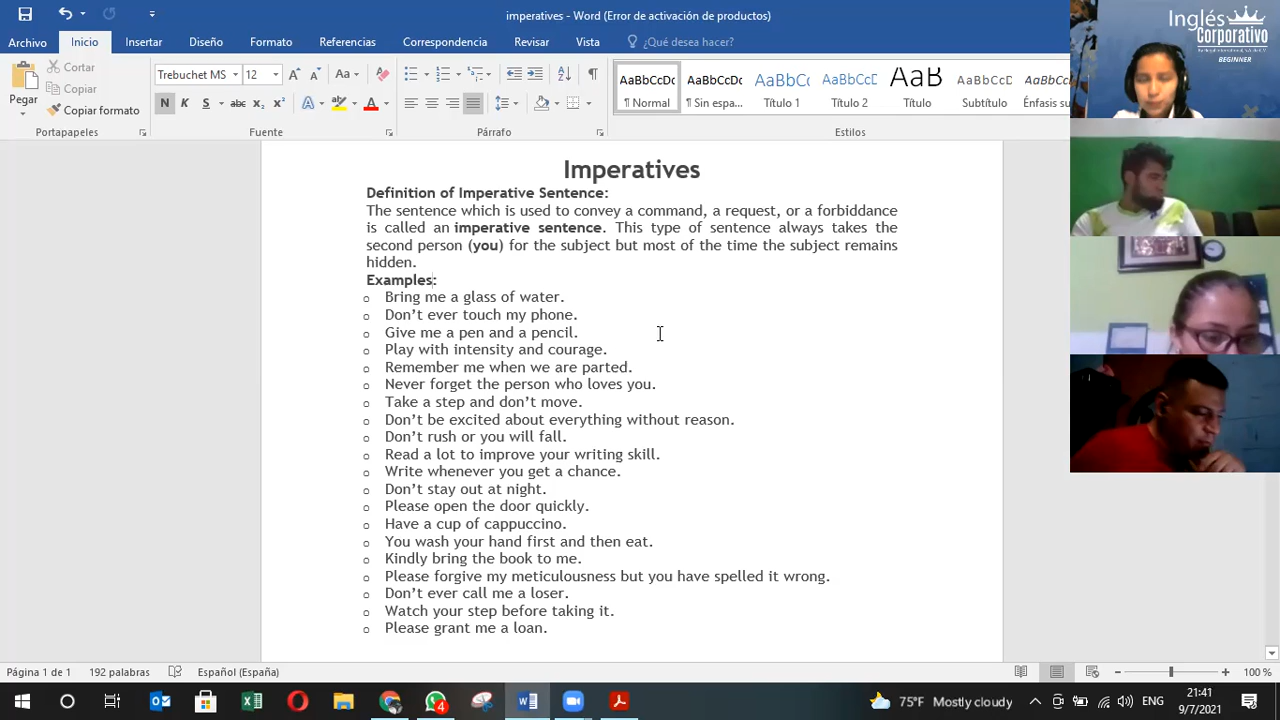 imperatives - Word (Error de activación de productos)
Archivo Inicio Insertar Diseño Formato Referencias Correspondencia Revisar Vista ¿Qué desea hacer?
Pegar
Cortar
Copiar
Copiar formato
Trebuchet MS 12
N K S abc x₂ x²
AaBbCcDc AaBbCcDc AaBbCc AaBbCcD AaB AaBbCcD AaBbCcDc
¶ Normal ¶ Sin espa... Título 1 Título 2 Título Subtítulo Énfasis su
Portapapeles Fuente Párrafo Estilos
Inglés
Corporativo
BEGINNER
Imperatives
Definition of Imperative Sentence:
The sentence which is used to convey a command, a request, or a forbiddance
is called an imperative sentence. This type of sentence always takes the
second person (you) for the subject but most of the time the subject remains
hidden.
Examples:
o Bring me a glass of water.
o Don’t ever touch my phone.
o Give me a pen and a pencil.
o Play with intensity and courage.
o Remember me when we are parted.
o Never forget the person who loves you.
o Take a step and don’t move.
o Don’t be excited about everything without reason.
o Don’t rush or you will fall.
o Read a lot to improve your writing skill.
o Write whenever you get a chance.
o Don’t stay out at night.
o Please open the door quickly.
o Have a cup of cappuccino.
o You wash your hand first and then eat.
o Kindly bring the book to me.
o Please forgive my meticulousness but you have spelled it wrong.
o Don’t ever call me a loser.
o Watch your step before taking it.
o Please grant me a loan.
Página 1 de 1 192 palabras Español (España) 100 %
4
75°F Mostly cloudy ENG 21:41
9/7/2021